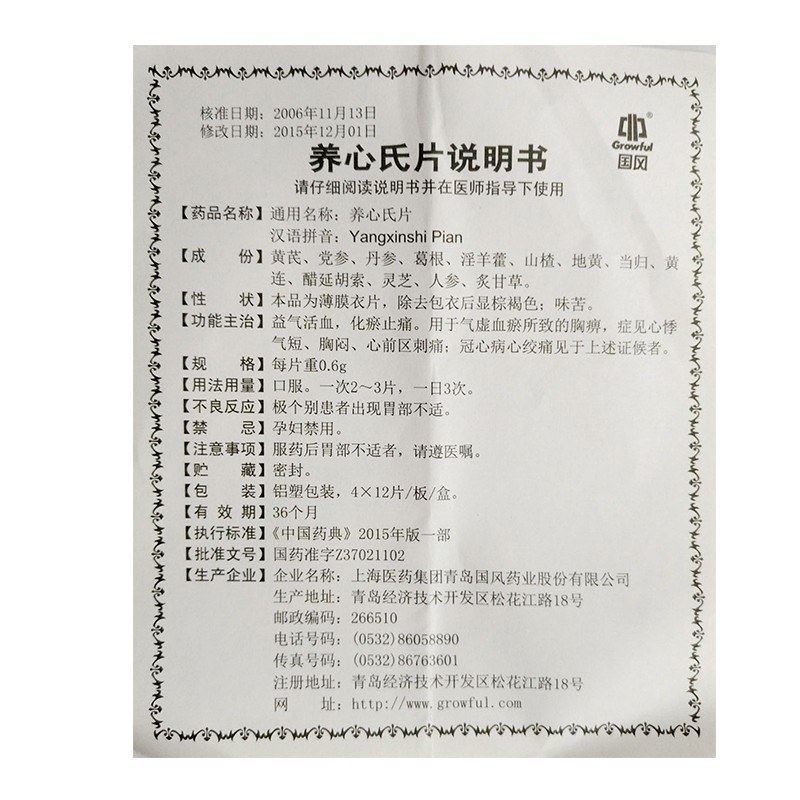 核准日期：2006年11月13日
修改日期：2015年12月01日
Growful
国风
养心氏片说明书
请仔细阅读说明书并在医师指导下使用
【药品名称】通用名称：养心氏片
汉语拼音：Yangxinshi Pian
【成　　份】黄芪、党参、丹参、葛根、淫羊藿、山楂、地黄、当归、黄
连、醋延胡索、灵芝、人参、炙甘草。
【性　　状】本品为薄膜衣片，除去包衣后显棕褐色；味苦。
【功能主治】益气活血，化瘀止痛。用于气虚血瘀所致的胸痹，症见心悸
气短、胸闷、心前区刺痛；冠心病心绞痛见于上述证候者。
【规　　格】每片重0.6g
【用法用量】口服。一次2～3片，一日3次。
【不良反应】极个别患者出现胃部不适。
【禁　　忌】孕妇禁用。
【注意事项】服药后胃部不适者，请遵医嘱。
【贮　　藏】密封。
【包　　装】铝塑包装，4×12片/板/盒。
【有 效 期】36个月
【执行标准】《中国药典》2015年版一部
【批准文号】国药准字Z37021102
【生产企业】企业名称：上海医药集团青岛国风药业股份有限公司
生产地址：青岛经济技术开发区松花江路18号
邮政编码：266510
电话号码：(0532)86058890
传真号码：(0532)86763601
注册地址：青岛经济技术开发区松花江路18号
网　　址：http://www.growful.com